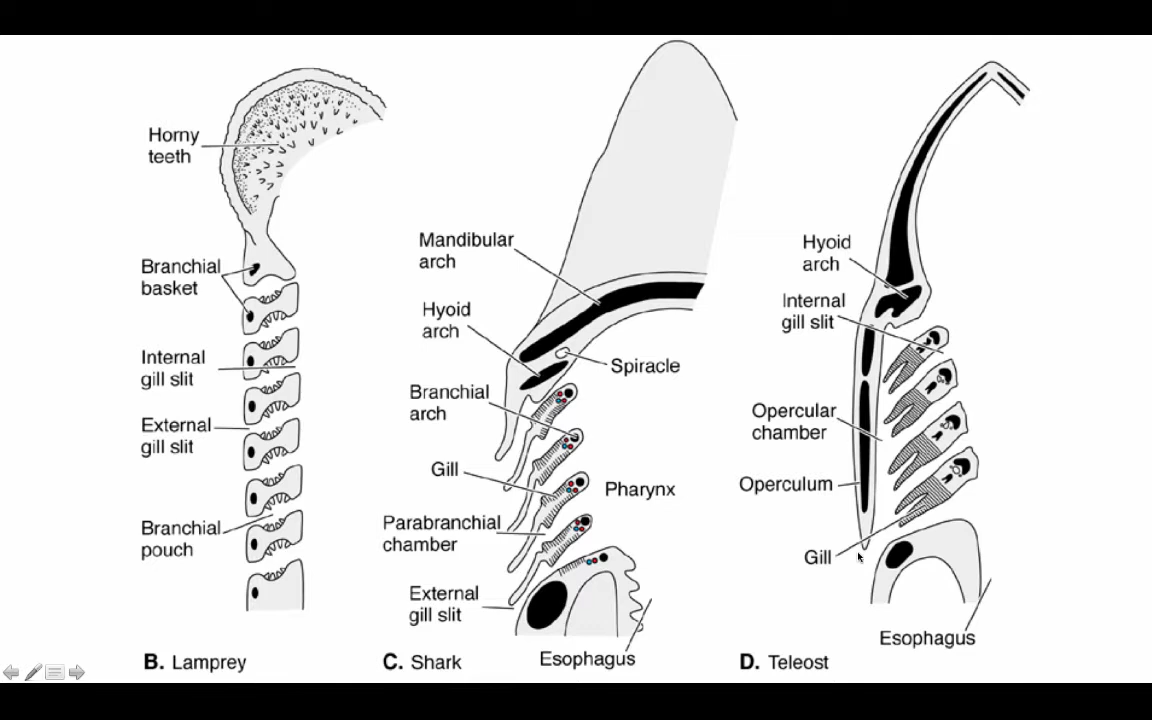 Horny
teeth
Branchial
basket
Internal
gill slit
External
gill slit
Branchial
pouch
B. Lamprey
Mandibular
arch
Hyoid
arch
Spiracle
Branchial
arch
Gill
Pharynx
Parabranchial
chamber
External
gill slit
Esophagus
C. Shark
Hyoid
arch
Internal
gill slit
Opercular
chamber
Operculum
Gill
Esophagus
D. Teleost